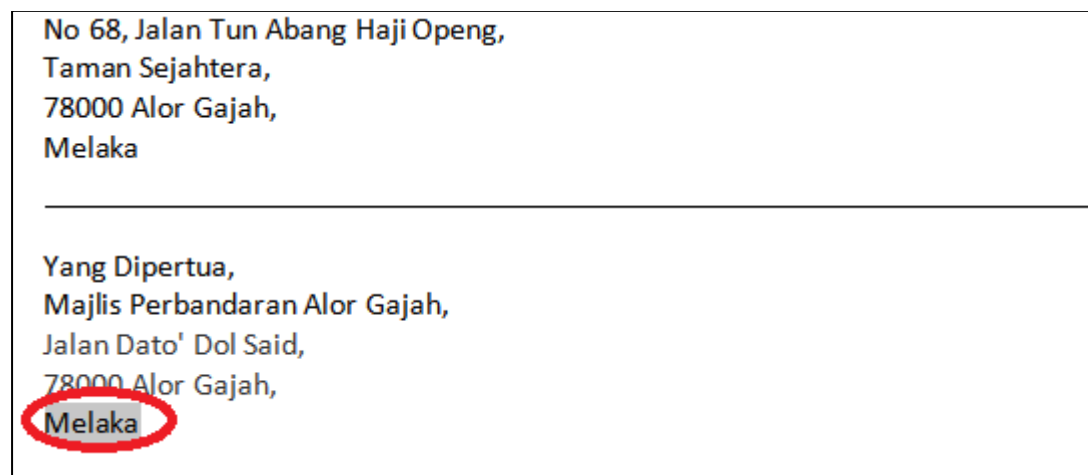 No 68, Jalan Tun Abang Haji Openg,
Taman Sejahtera,
78000 Alor Gajah,
Melaka
Yang Dipertua,
Majlis Perbandaran Alor Gajah,
Jalan Dato' Dol Said,
78000 Alor Gajah,
Melaka